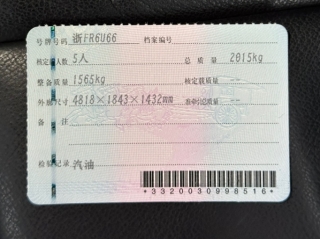 号牌号码 浙FR6U66 档案编号
核定载人数 5人 总质量 2015kg
整备质量 1565kg 核定载质量 --
外廓尺寸 4818×1843×1432mm 准牵引总质量 --
备注
检验记录 汽油
*3320030998516*